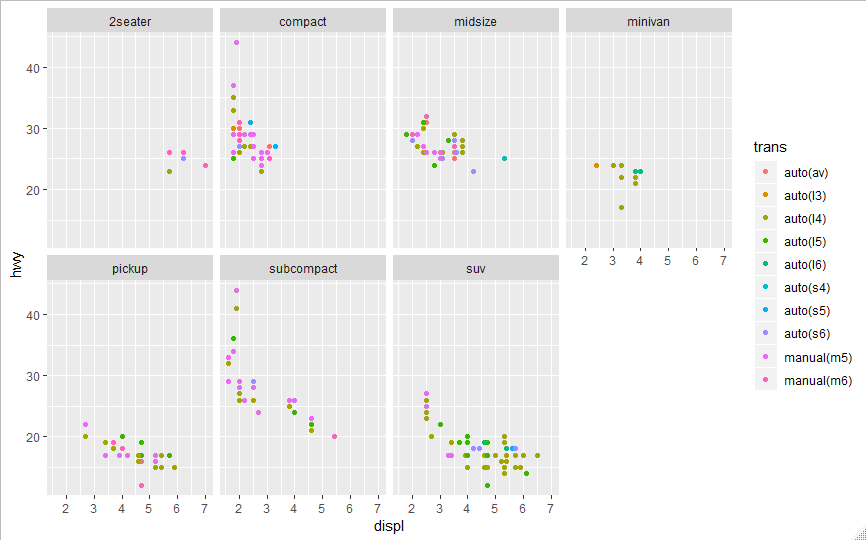 2seater compact midsize minivan
40
30
20
2 3 4 5 6 7
pickup subcompact suv
40
30
20
2 3 4 5 6 7 2 3 4 5 6 7 2 3 4 5 6 7
displ
hwy
trans
auto(av)
auto(l3)
auto(l4)
auto(l5)
auto(l6)
auto(s4)
auto(s5)
auto(s6)
manual(m5)
manual(m6)